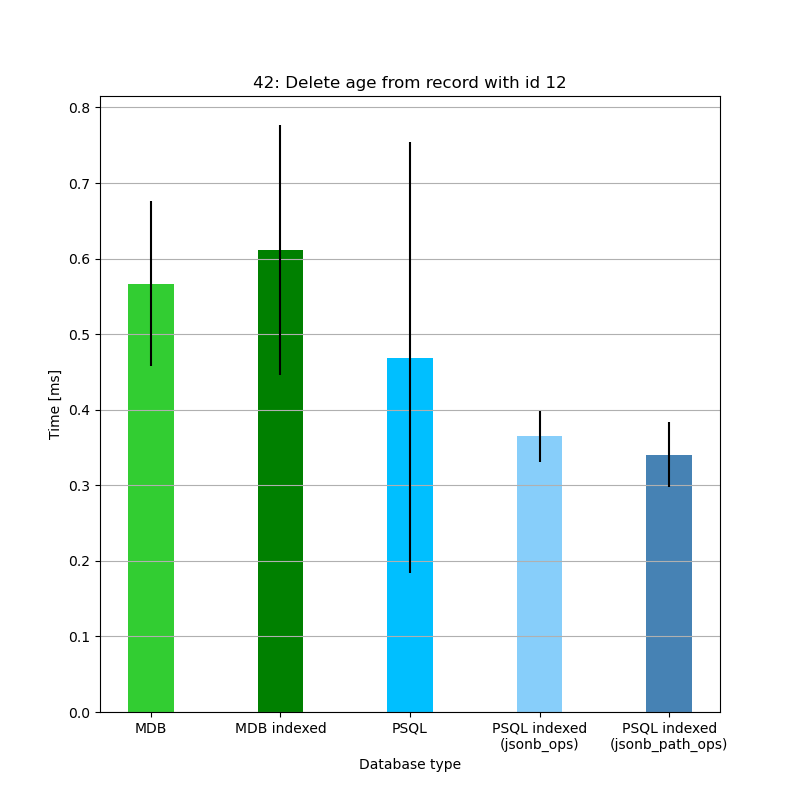 42: Delete age from record with id 12
0.8
0.7
0.6
0.5
0.4
0.3
0.2
0.1
0.0
Time [ms]
MDB
MDB indexed
PSQL
PSQL indexed
(jsonb_ops)
PSQL indexed
(jsonb_path_ops)
Database type